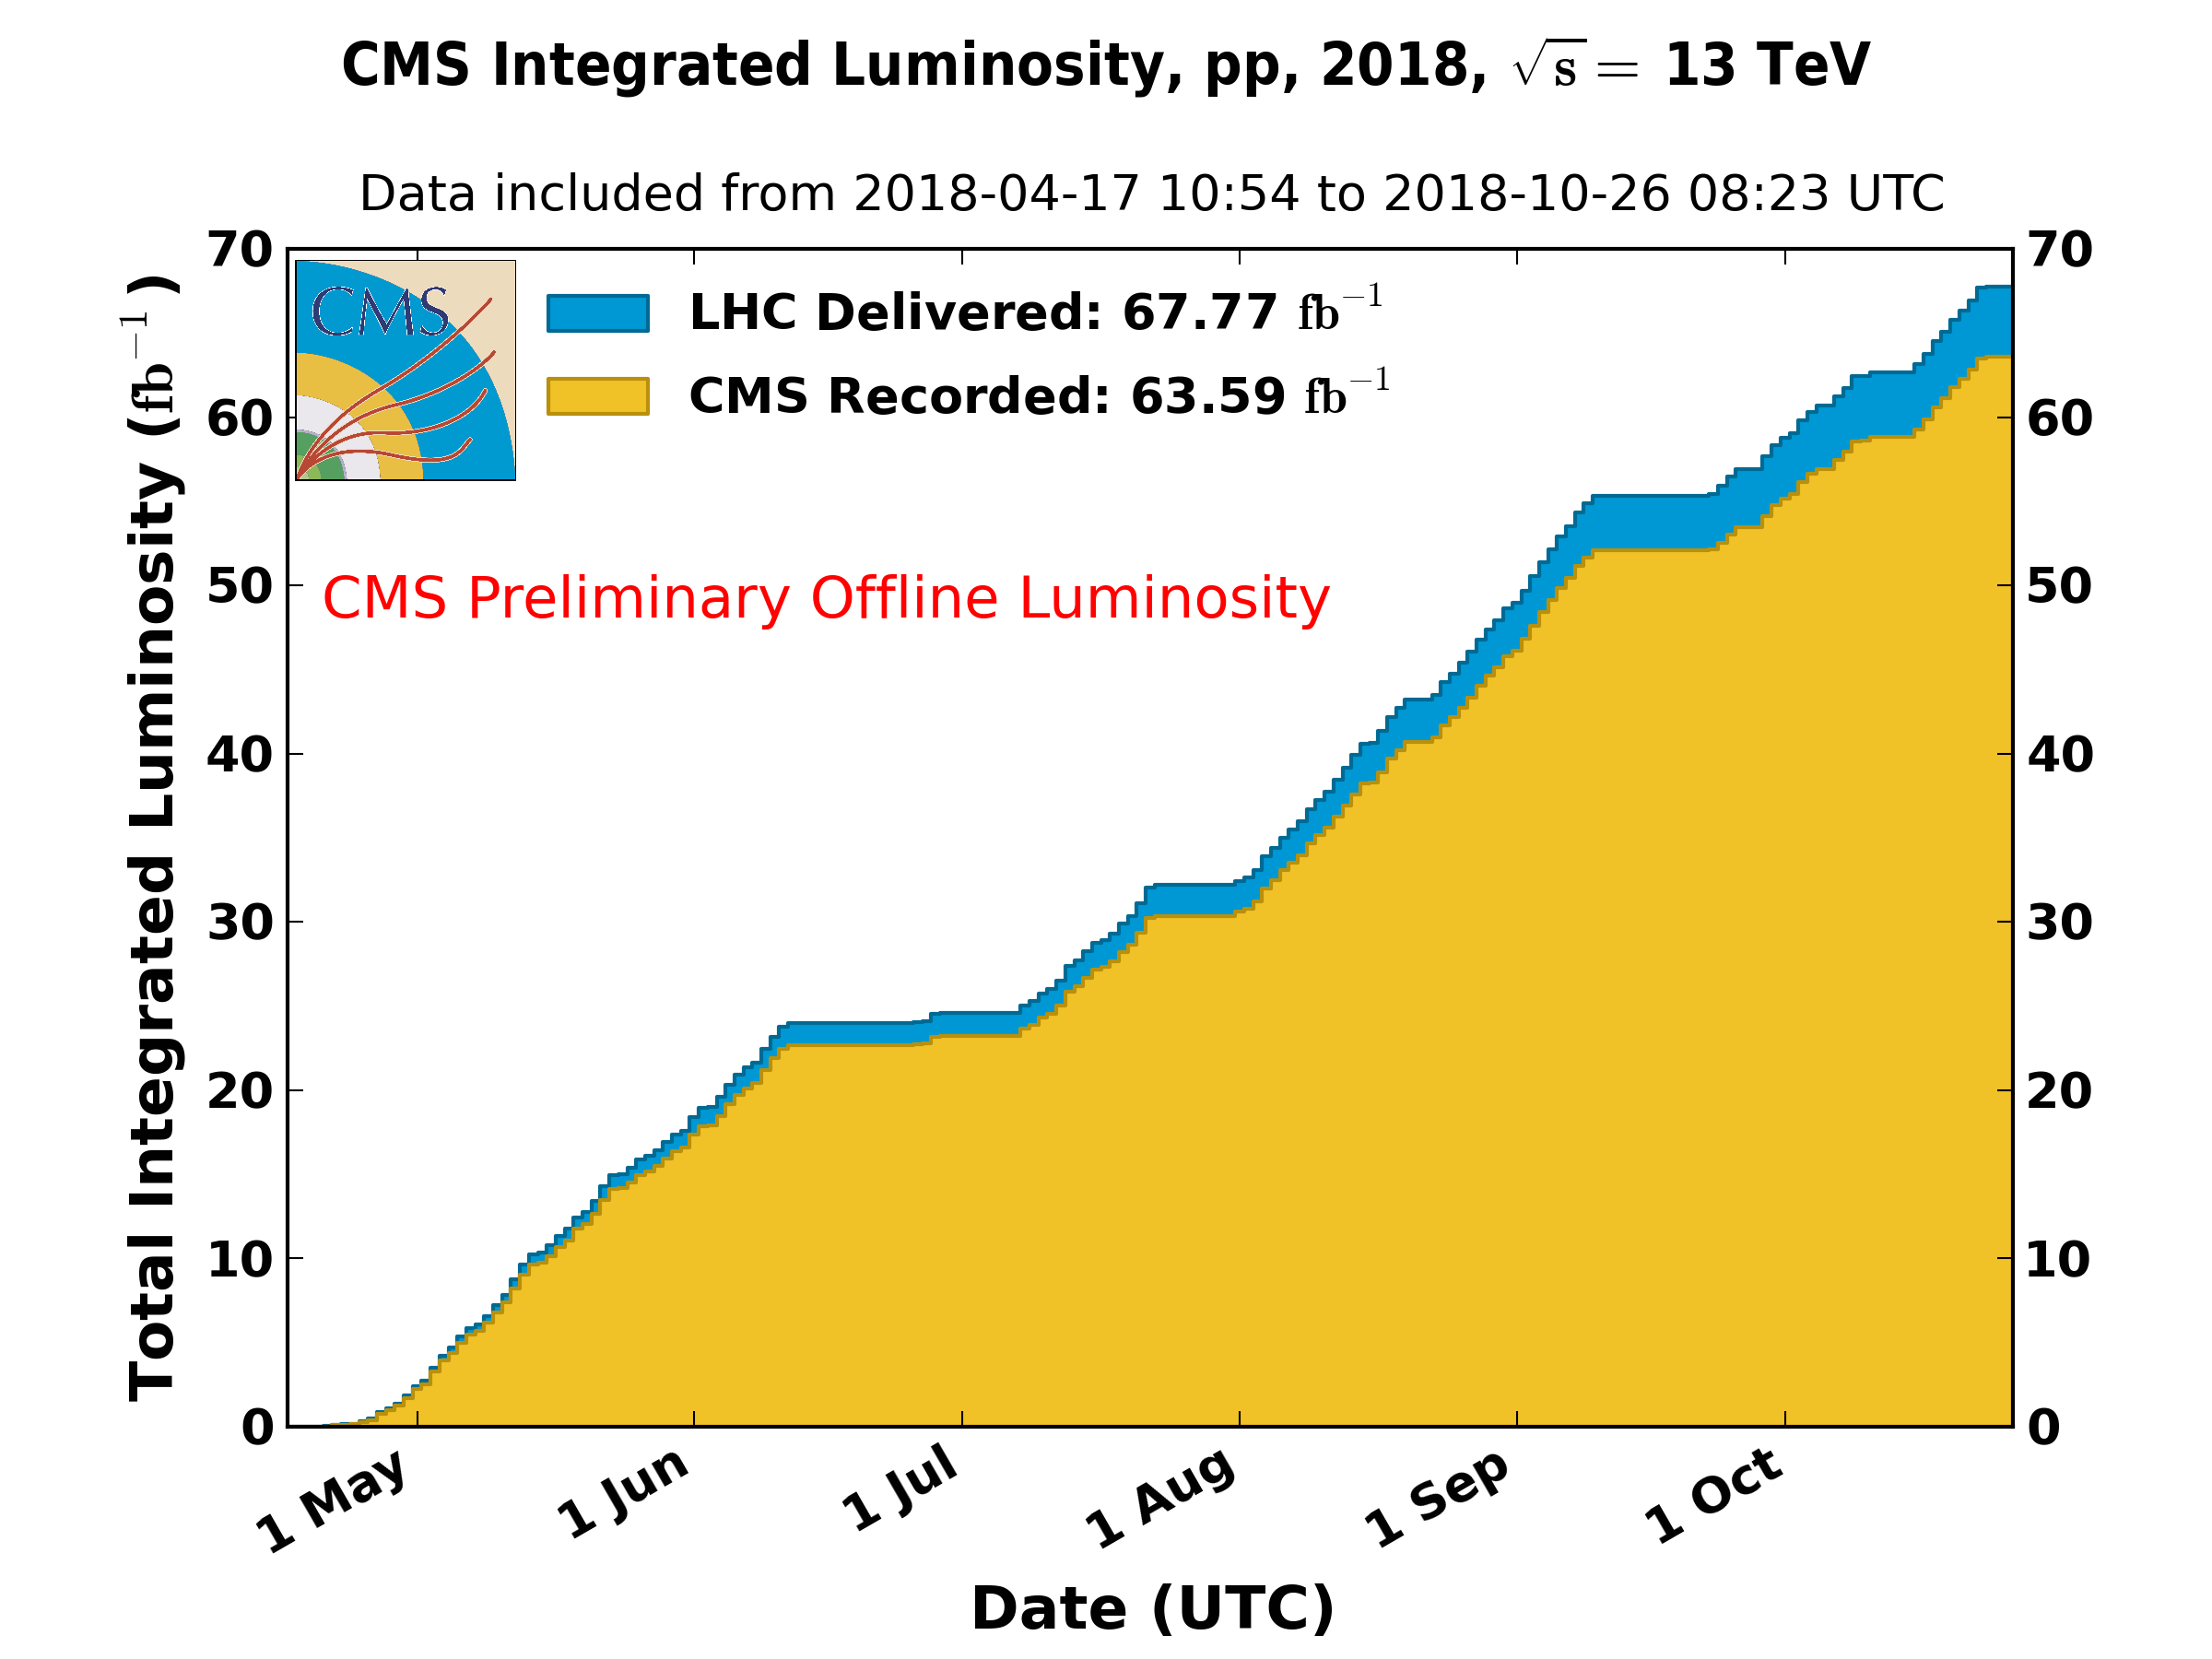 CMS Integrated Luminosity, pp, 2018, √s = 13 TeV
Data included from 2018-04-17 10:54 to 2018-10-26 08:23 UTC
CMS
LHC Delivered: 67.77 fb⁻¹
CMS Recorded: 63.59 fb⁻¹
CMS Preliminary Offline Luminosity
Total Integrated Luminosity (fb⁻¹)
70
60
50
40
30
20
10
0
70
60
50
40
30
20
10
0
1 May
1 Jun
1 Jul
1 Aug
1 Sep
1 Oct
Date (UTC)